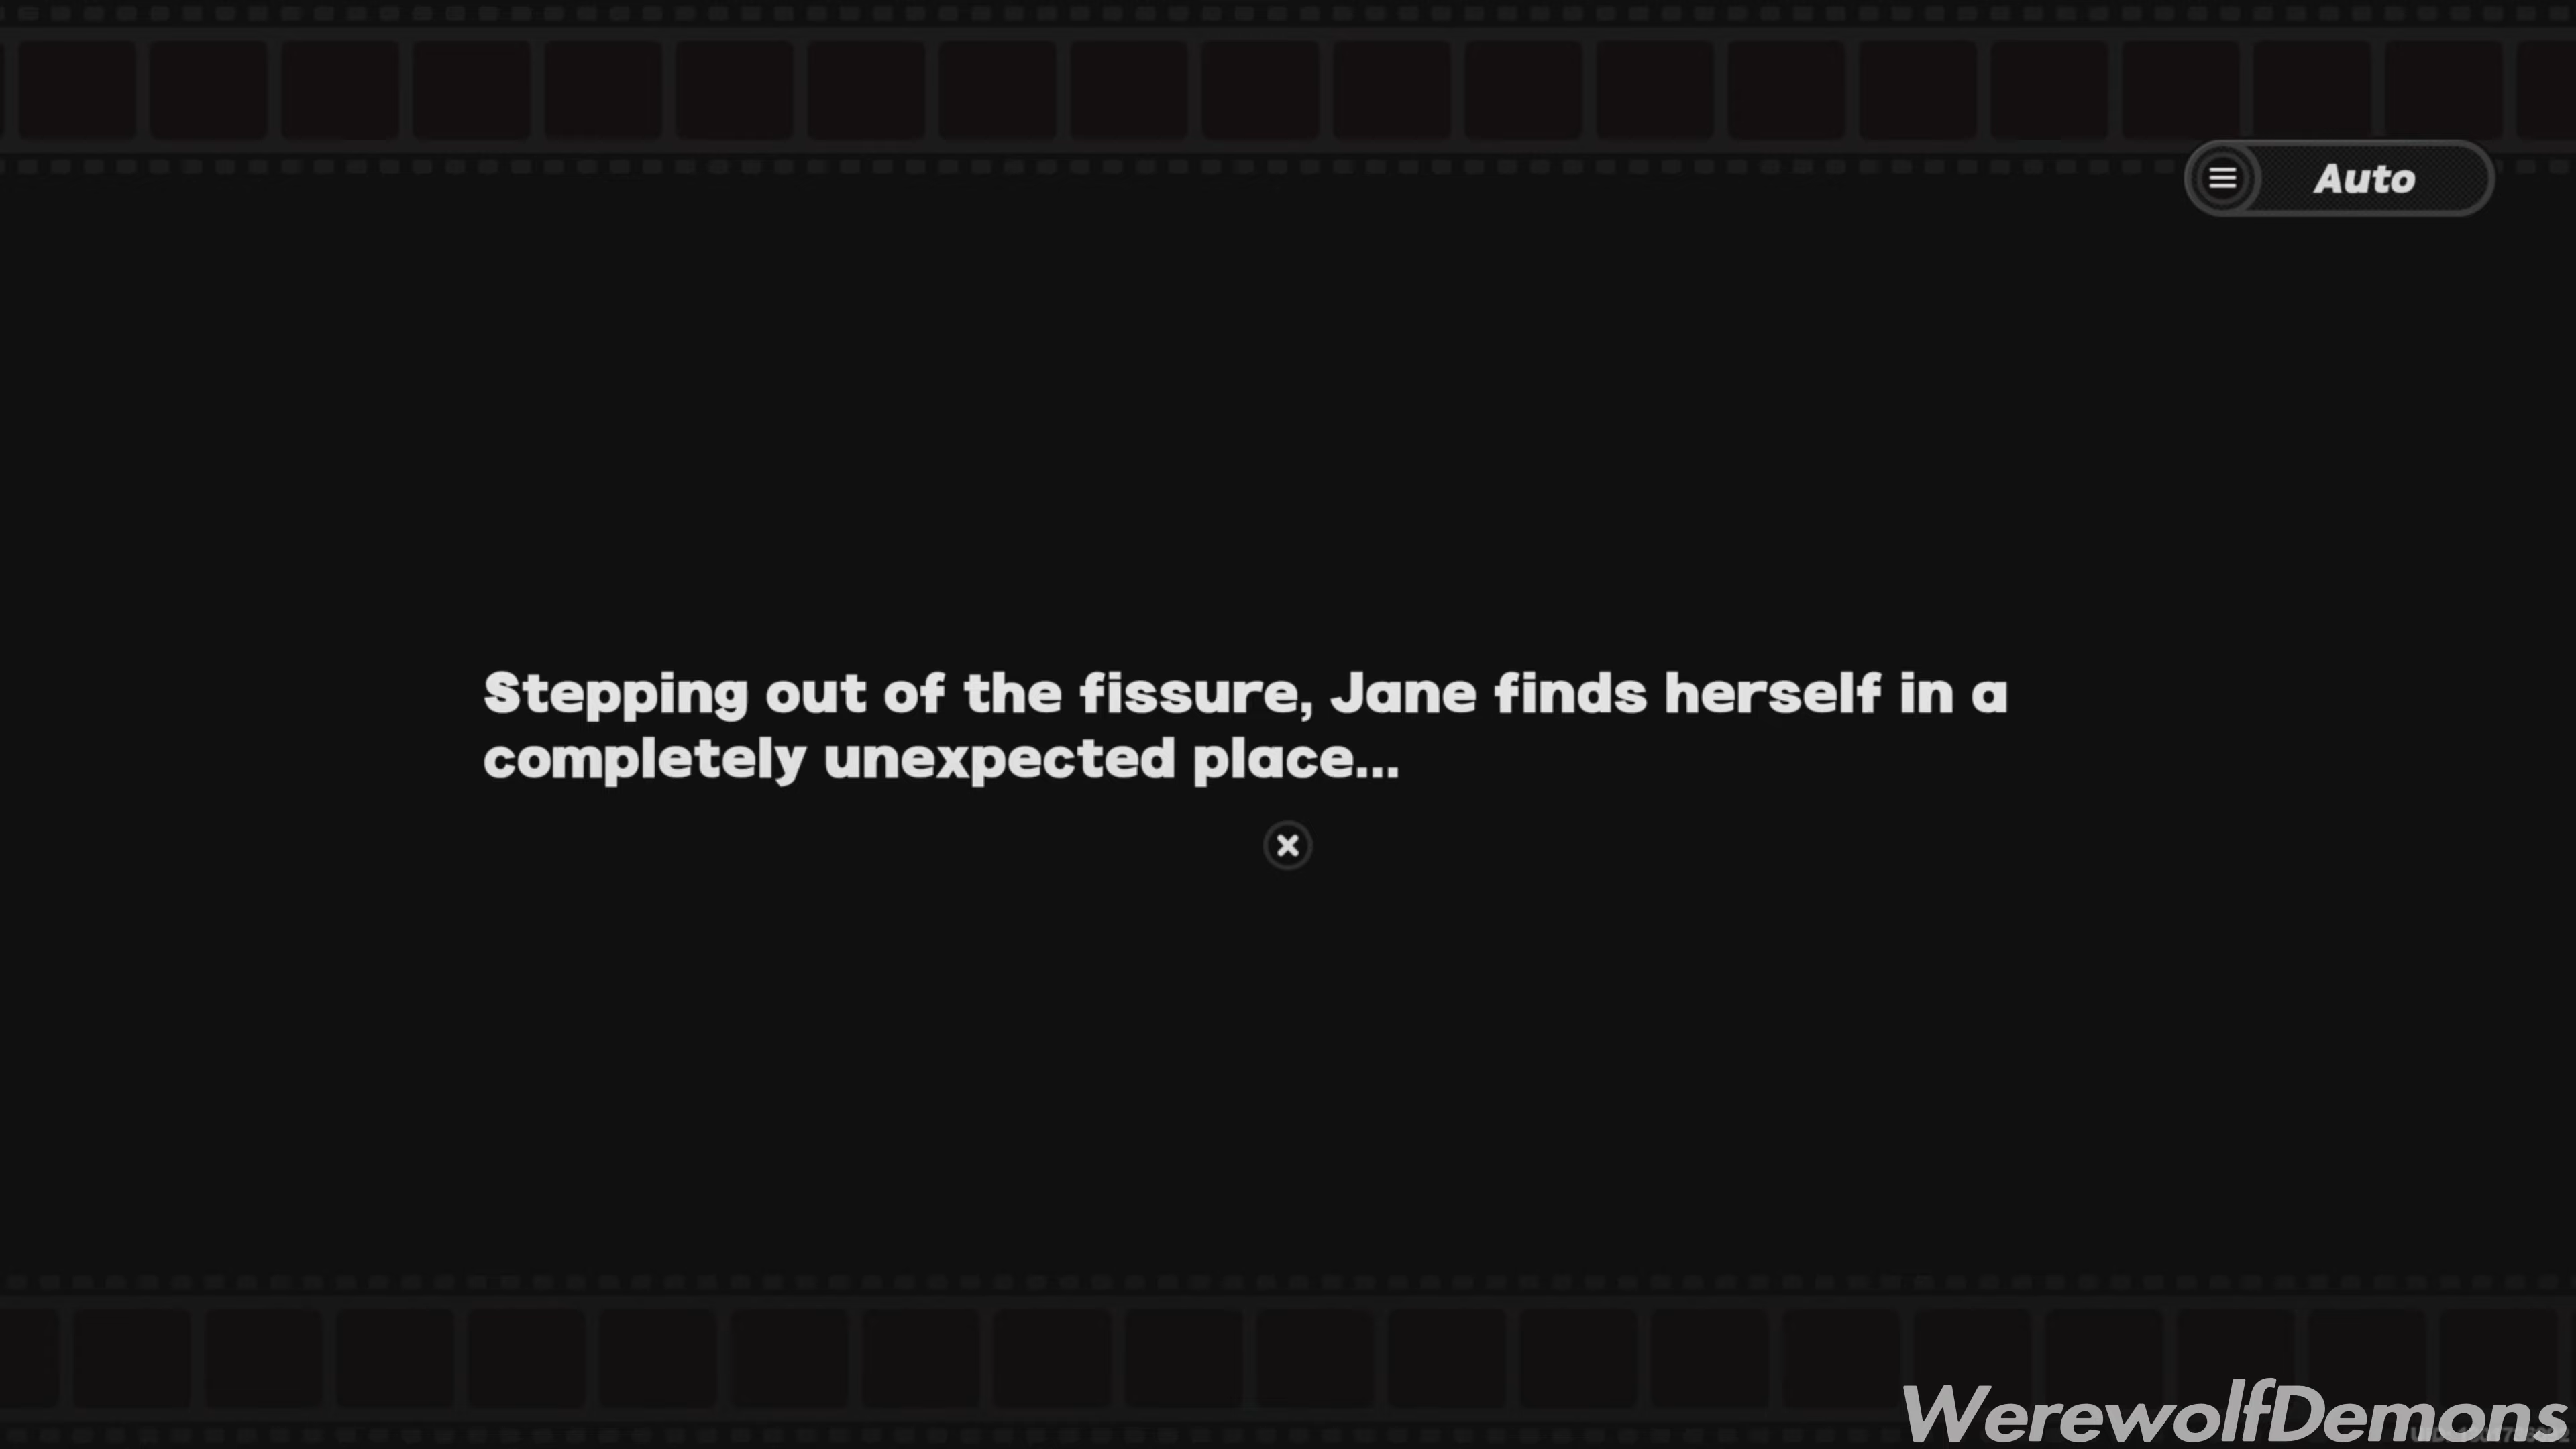 Auto
Stepping out of the fissure, Jane finds herself in a
completely unexpected place...
WerewolfDemons